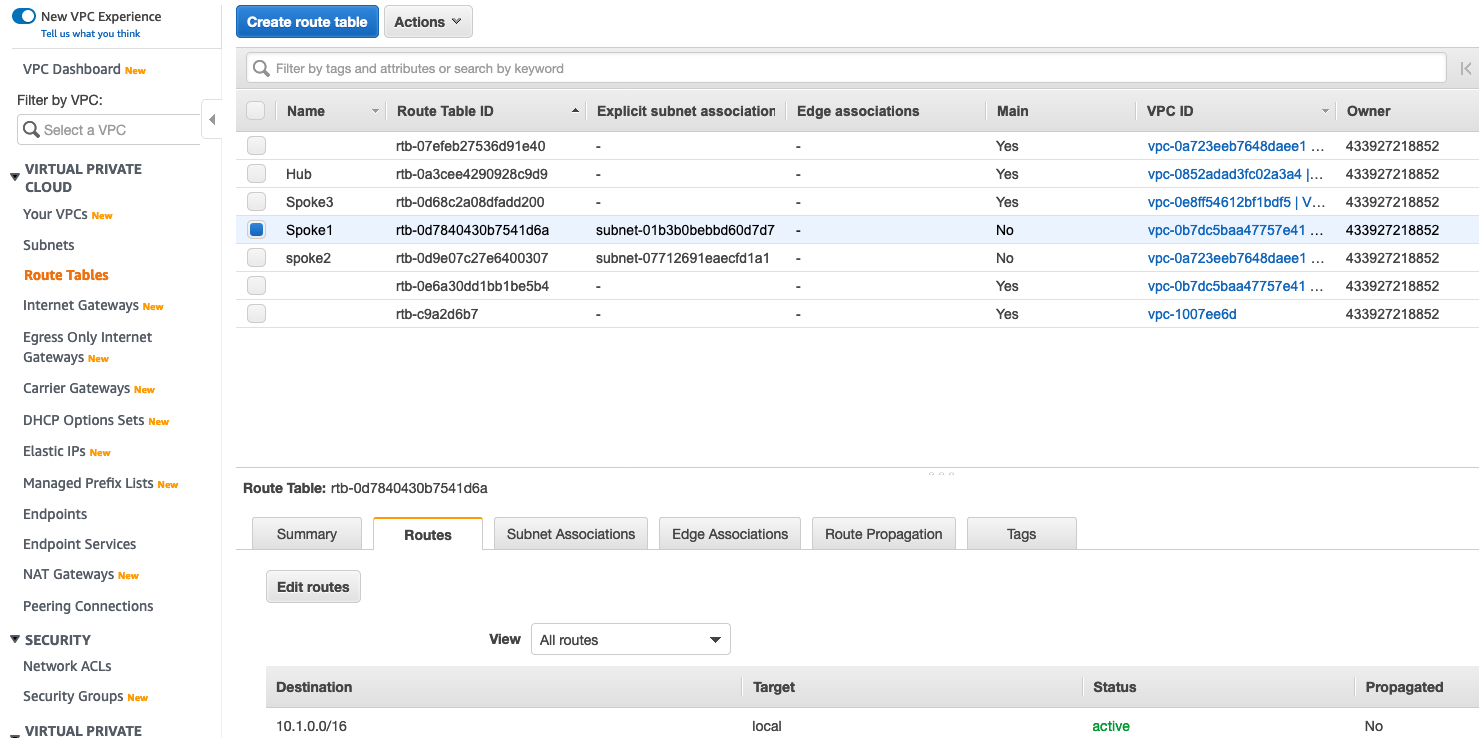 New VPC Experience
Tell us what you think
VPC Dashboard New
Filter by VPC:
Select a VPC
VIRTUAL PRIVATE
CLOUD
Your VPCs New
Subnets
Route Tables
Internet Gateways New
Egress Only Internet
Gateways New
Carrier Gateways New
DHCP Options Sets New
Elastic IPs New
Managed Prefix Lists New
Endpoints
Endpoint Services
NAT Gateways New
Peering Connections
SECURITY
Network ACLs
Security Groups New
VIRTUAL PRIVATE
Create route table Actions
Filter by tags and attributes or search by keyword
Name Route Table ID Explicit subnet association Edge associations Main VPC ID Owner
rtb-07efeb27536d91e40 - - Yes vpc-0a723eeb7648daee1 ... 433927218852
Hub rtb-0a3cee4290928c9d9 - - Yes vpc-0852adad3fc02a3a4 |... 433927218852
Spoke3 rtb-0d68c2a08dfadd200 - - Yes vpc-0e8ff54612bf1bdf5 | V... 433927218852
Spoke1 rtb-0d7840430b7541d6a subnet-01b3b0bebbd60d7d7 - No vpc-0b7dc5baa47757e41 ... 433927218852
spoke2 rtb-0d9e07c27e6400307 subnet-07712691eaecfd1a1 - No vpc-0a723eeb7648daee1 ... 433927218852
rtb-0e6a30dd1bb1be5b4 - - Yes vpc-0b7dc5baa47757e41 ... 433927218852
rtb-c9a2d6b7 - - Yes vpc-1007ee6d 433927218852
Route Table: rtb-0d7840430b7541d6a
Summary Routes Subnet Associations Edge Associations Route Propagation Tags
Edit routes
View All routes
Destination Target Status Propagated
10.1.0.0/16 local active No